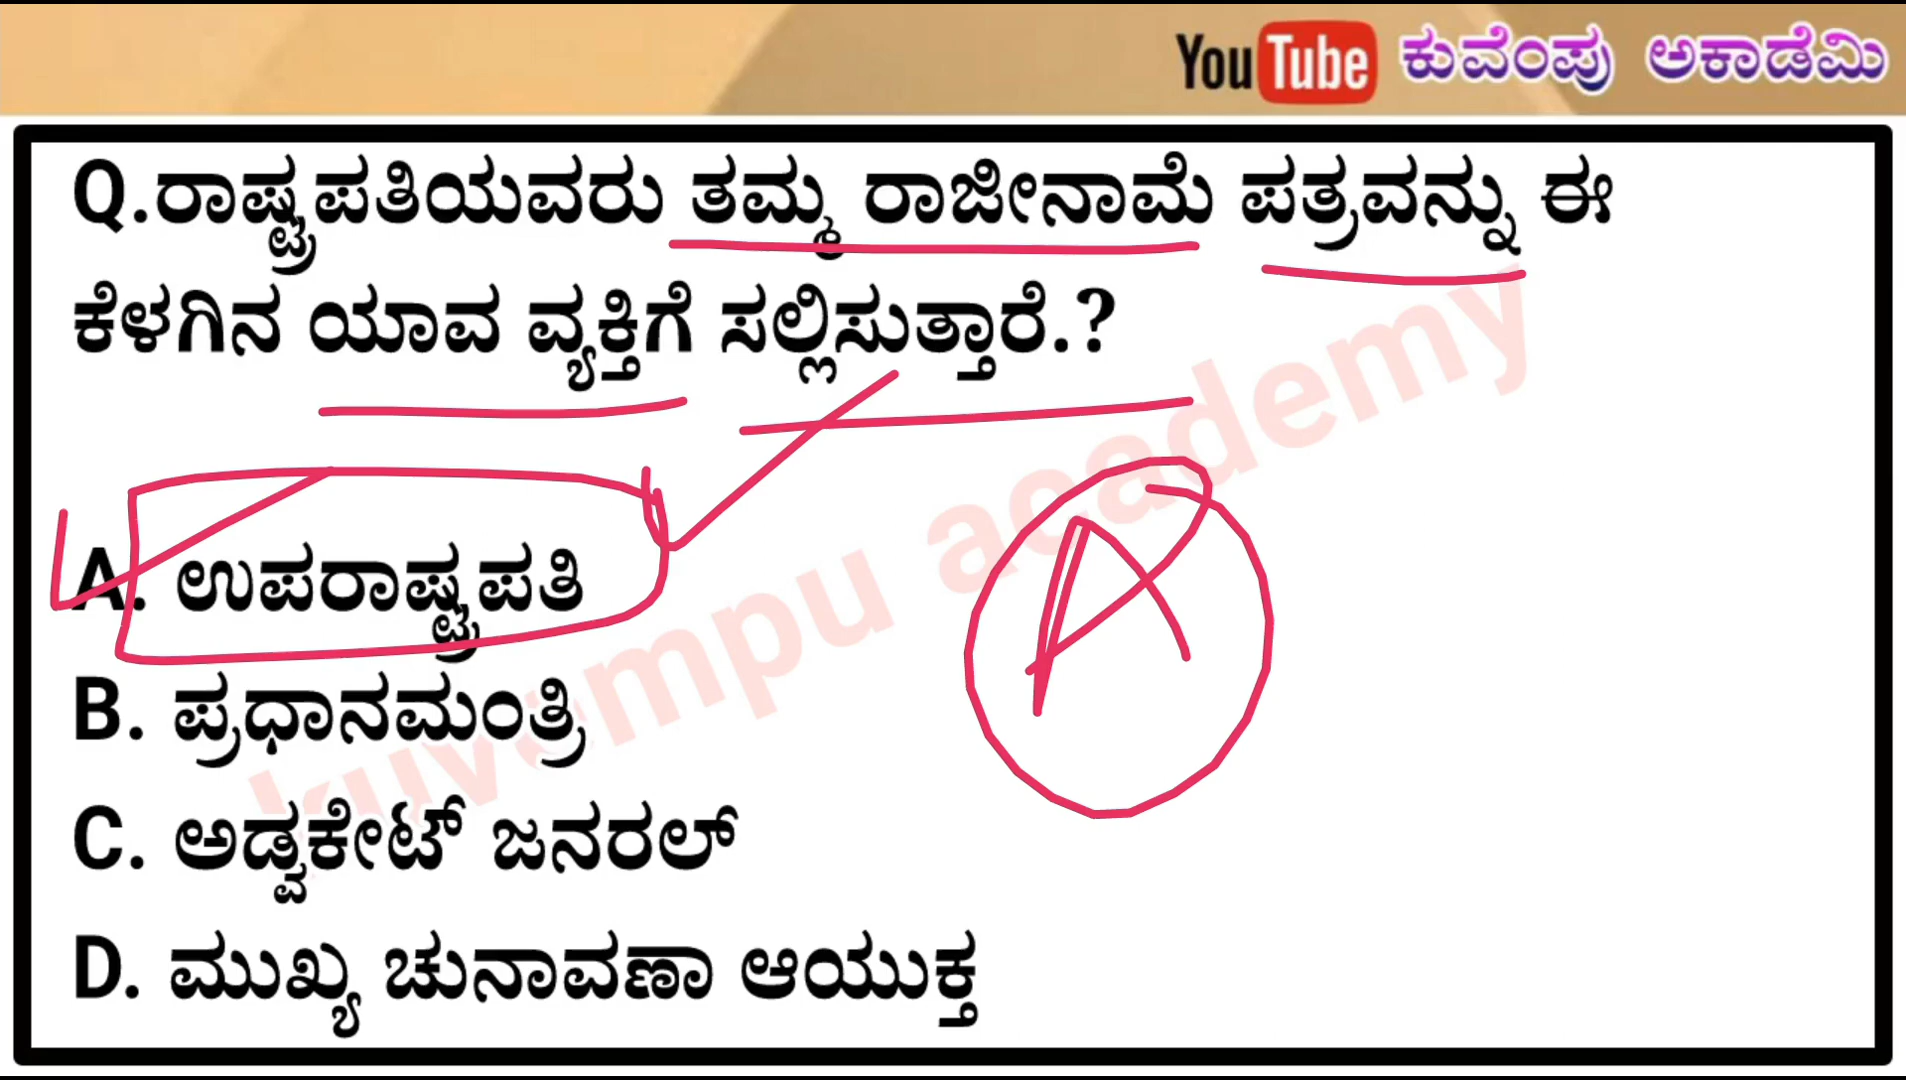 YouTube ಕುವೆಂಪು ಅಕಾಡೆಮಿ
Q.ರಾಷ್ಟ್ರಪತಿಯವರು ತಮ್ಮ ರಾಜೀನಾಮೆ ಪತ್ರವನ್ನು ಈ
ಕೆಳಗಿನ ಯಾವ ವ್ಯಕ್ತಿಗೆ ಸಲ್ಲಿಸುತ್ತಾರೆ.?
A. ಉಪರಾಷ್ಟ್ರಪತಿ
A
B. ಪ್ರಧಾನಮಂತ್ರಿ
C. ಅಡ್ವಕೇಟ್ ಜನರಲ್
D. ಮುಖ್ಯ ಚುನಾವಣಾ ಆಯುಕ್ತ
kuvempu academy